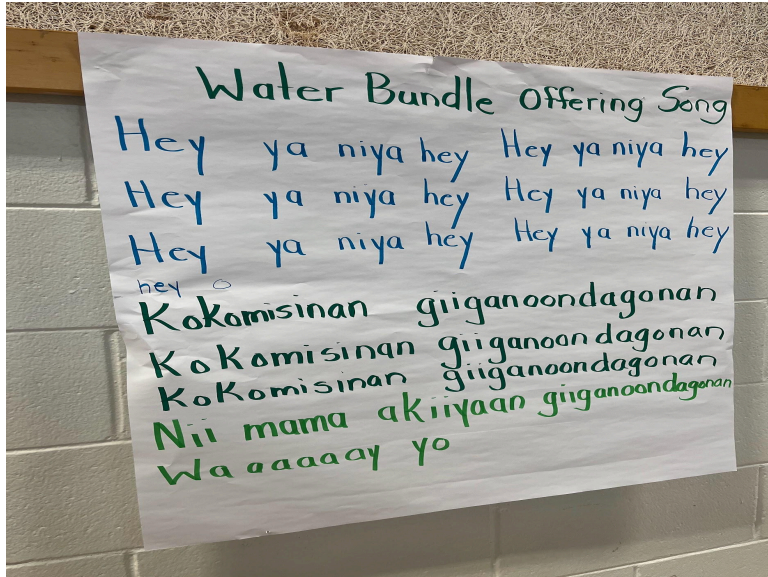 Water Bundle Offering Song
Hey ya niya hey Hey ya niya hey
Hey ya niya hey Hey ya niya hey
Hey ya niya hey Hey ya niya hey
hey O
Kokomisinan giiganoondagonan
KoKomisinan giiganoondagonan
KoKomisinan giiganoondagonan
Nii mama akiiyaan giiganoondagonan
Waaaaaay yo